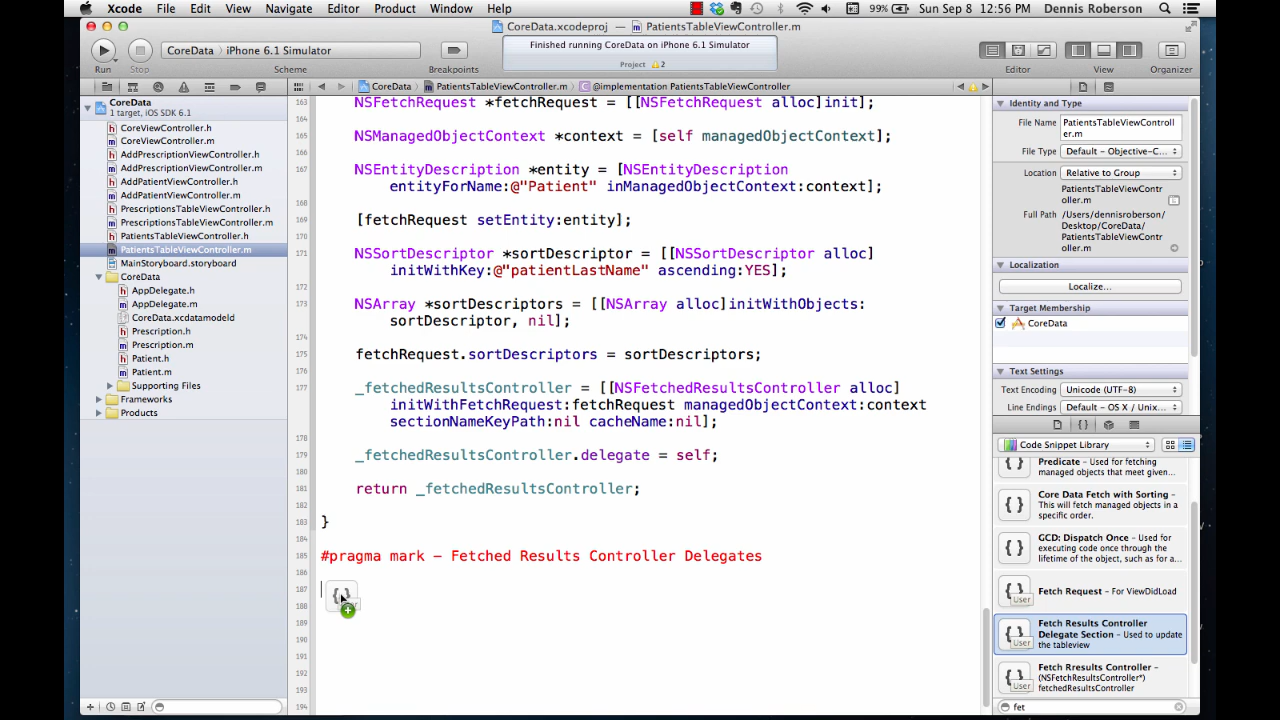 Xcode File Edit View Navigate Editor Product Window Help 99% Sun Sep 8 12:56 PM Dennis Roberson
CoreData.xcodeproj — PatientsTableViewController.m
Run Stop
CoreData › iPhone 6.1 Simulator
Scheme
Breakpoints
Finished running CoreData on iPhone 6.1 Simulator
Project 2
Editor View Organizer
CoreData
1 target, iOS SDK 6.1
CoreViewController.h
CoreViewController.m
AddPrescriptionViewController.h
AddPrescriptionViewController.m
AddPatientViewController.h
AddPatientViewController.m
PrescriptionsTableViewController.h
PrescriptionsTableViewController.m
PatientsTableViewController.h
PatientsTableViewController.m
MainStoryboard.storyboard
CoreData
AppDelegate.h
AppDelegate.m
CoreData.xcdatamodeld
Prescription.h
Prescription.m
Patient.h
Patient.m
Supporting Files
Frameworks
Products
CoreData PatientsTableViewController.m @implementation PatientsTableViewController
163 NSFetchRequest *fetchRequest = [[NSFetchRequest alloc]init];
164
165 NSManagedObjectContext *context = [self managedObjectContext];
166
167 NSEntityDescription *entity = [NSEntityDescription
entityForName:@"Patient" inManagedObjectContext:context];
168
169 [fetchRequest setEntity:entity];
170
171 NSSortDescriptor *sortDescriptor = [[NSSortDescriptor alloc]
initWithKey:@"patientLastName" ascending:YES];
172
173 NSArray *sortDescriptors = [[NSArray alloc]initWithObjects:
sortDescriptor, nil];
174
175 fetchRequest.sortDescriptors = sortDescriptors;
176
177 _fetchedResultsController = [[NSFetchedResultsController alloc]
initWithFetchRequest:fetchRequest managedObjectContext:context
sectionNameKeyPath:nil cacheName:nil];
178
179 _fetchedResultsController.delegate = self;
180
181 return _fetchedResultsController;
182
183 }
184
185 #pragma mark – Fetched Results Controller Delegates
186
187
188
189
190
191
192
193
194
Identity and Type
File Name PatientsTableViewControll
er.m
File Type Default - Objective-C...
Location Relative to Group
PatientsTableViewContr
oller.m
Full Path /Users/dennisroberson/
Desktop/CoreData/
PatientsTableViewContr
oller.m
Localization
Localize...
Target Membership
CoreData
Text Settings
Text Encoding Unicode (UTF-8)
Line Endings Default - OS X / Unix...
Code Snippet Library
Predicate - Used for fetching
managed objects that meet given...
Core Data Fetch with Sorting -
This will fetch managed objects in a
specific order.
GCD: Dispatch Once - Used for
executing code once through the
lifetime of the object, such as for a...
Fetch Request - For ViewDidLoad
User
Fetch Results Controller
Delegate Section - Used to update
the tableview
User
Fetch Rresults Controller -
(NSFetchResultsController*)
fetchedResultsController
User
fet